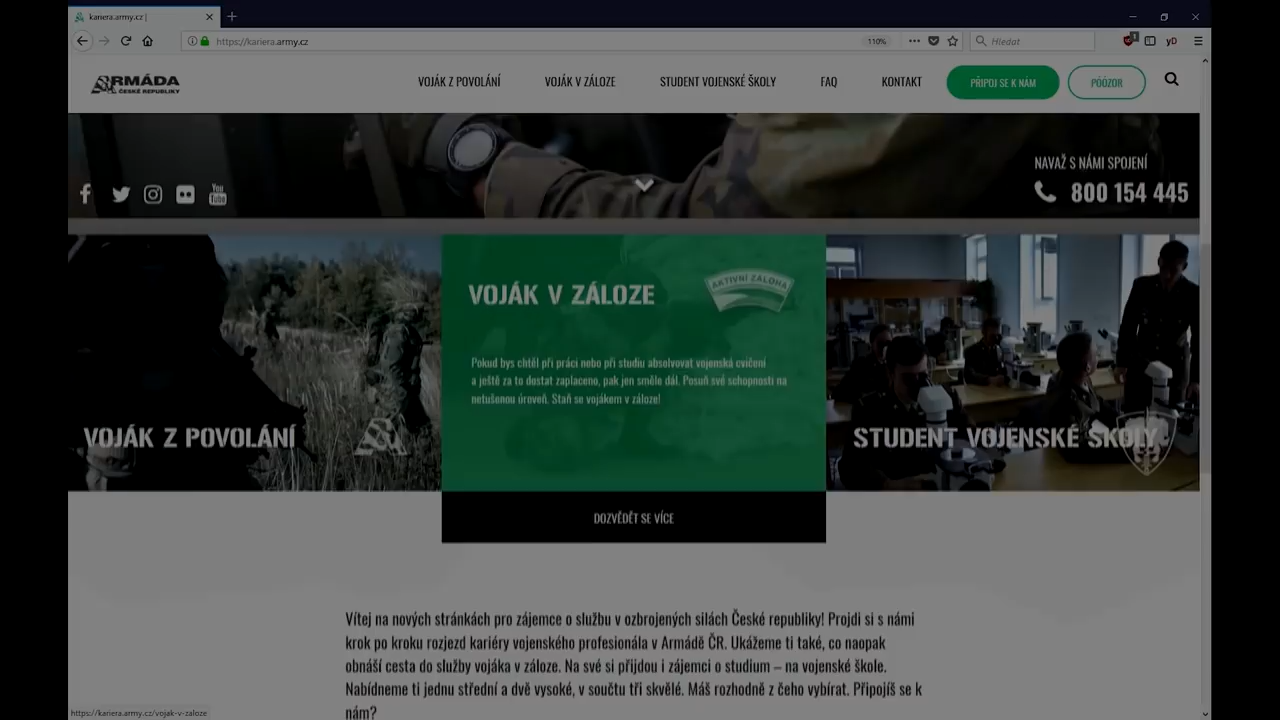 kariera.army.cz |
https://kariera.army.cz
110%
Hledat
1
yD
ARMÁDA
ČESKÉ REPUBLIKY
VOJÁK Z POVOLÁNÍ
VOJÁK V ZÁLOZE
STUDENT VOJENSKÉ ŠKOLY
FAQ
KONTAKT
PŘIPOJ SE K NÁM
PÓÓZOR
You
Tube
NAVAŽ S NÁMI SPOJENÍ
800 154 445
VOJÁK Z POVOLÁNÍ
VOJÁK V ZÁLOZE
AKTIVNÍ ZÁLOHA
Pokud bys chtěl při práci nebo při studiu absolvovat vojenská cvičení
a ještě za to dostat zaplaceno, pak jen směle dál. Posuň své schopnosti na
netušenou úroveň. Staň se vojákem v záloze!
DOZVĚDĚT SE VÍCE
STUDENT VOJENSKÉ ŠKOLY
Vítej na nových stránkách pro zájemce o službu v ozbrojených silách České republiky! Projdi si s námi
krok po kroku rozjezd kariéry vojenského profesionála v Armádě ČR. Ukážeme ti také, co naopak
obnáší cesta do služby vojáka v záloze. Na své si přijdou i zájemci o studium – na vojenské škole.
Nabídneme ti jednu střední a dvě vysoké, v součtu tři skvělé. Máš rozhodně z čeho vybírat. Připojíš se k
nám?
https://kariera.army.cz/vojak-v-zaloze